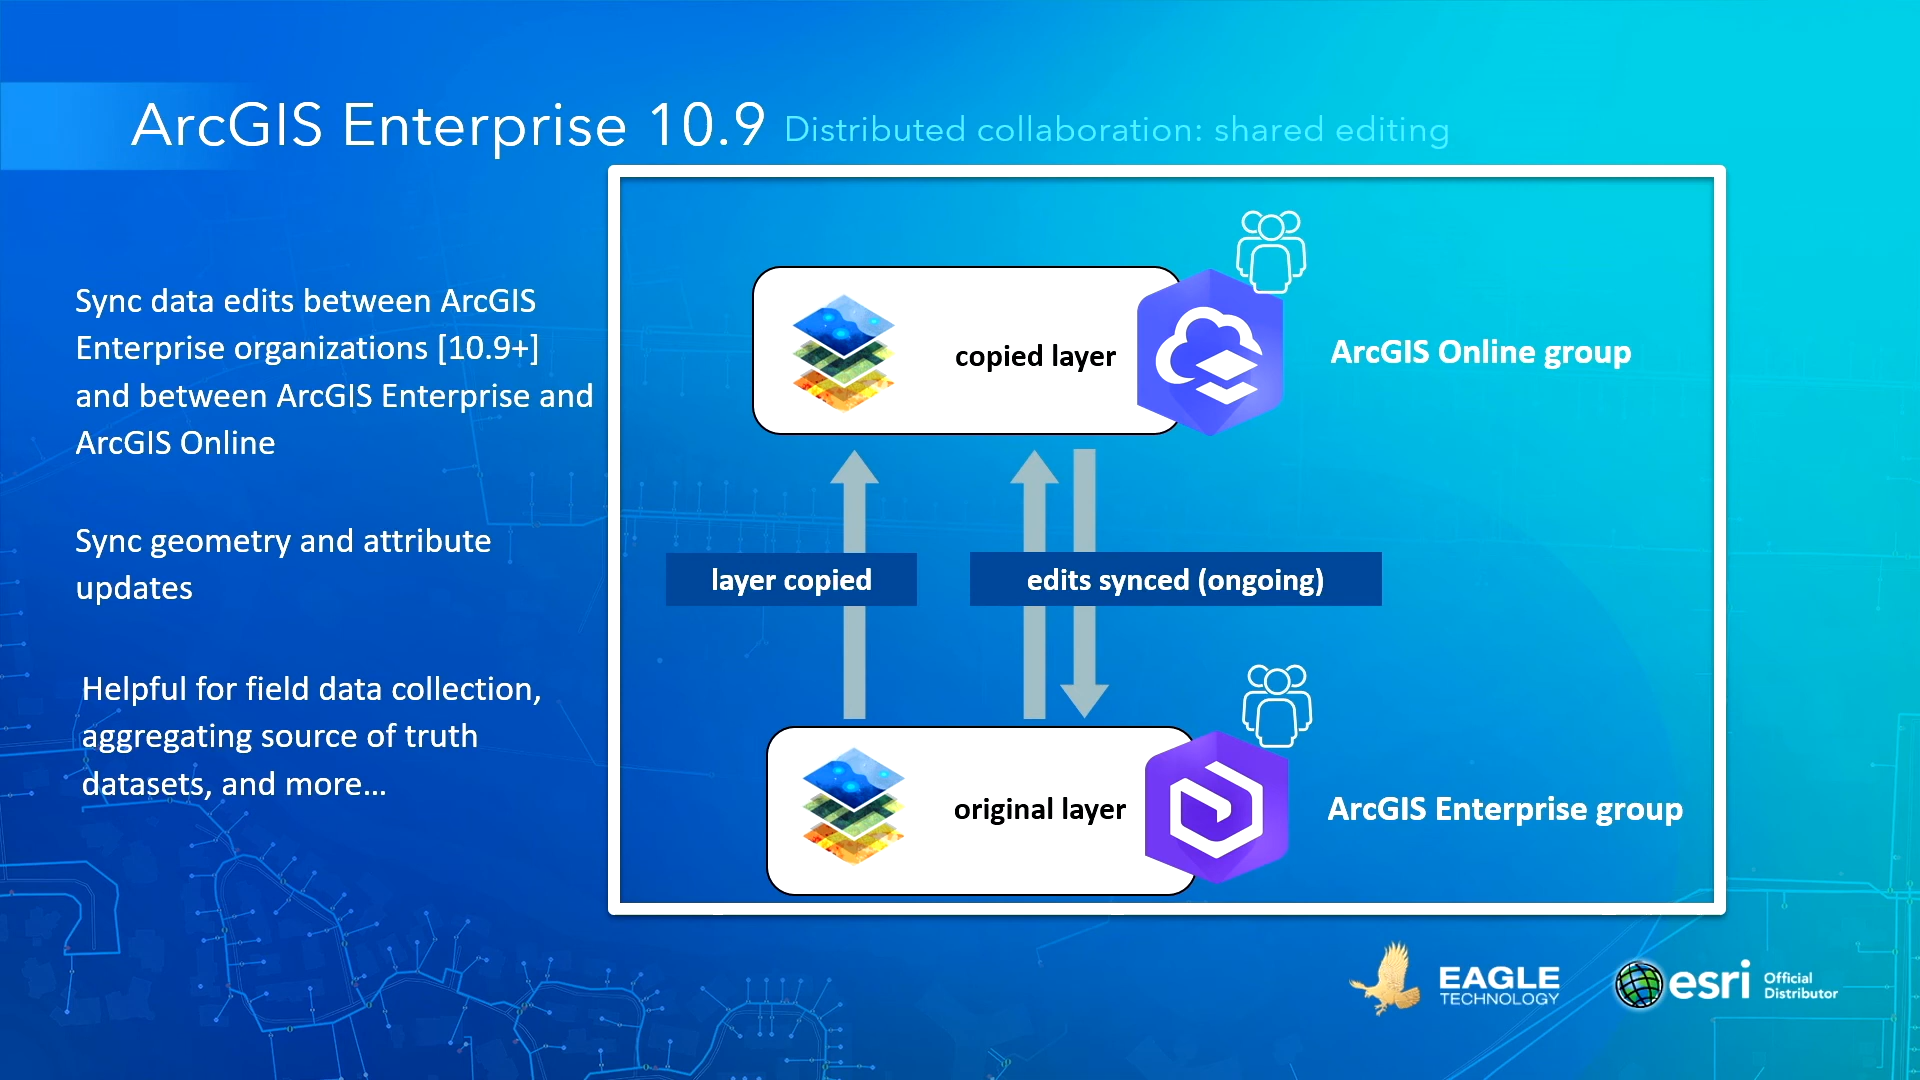 ArcGIS Enterprise 10.9 Distributed collaboration: shared editing
Sync data edits between ArcGIS
Enterprise organizations [10.9+]
and between ArcGIS Enterprise and
ArcGIS Online
Sync geometry and attribute
updates
Helpful for field data collection,
aggregating source of truth
datasets, and more...
copied layer
ArcGIS Online group
layer copied
edits synced (ongoing)
original layer
ArcGIS Enterprise group
EAGLE
TECHNOLOGY
esri Official
Distributor